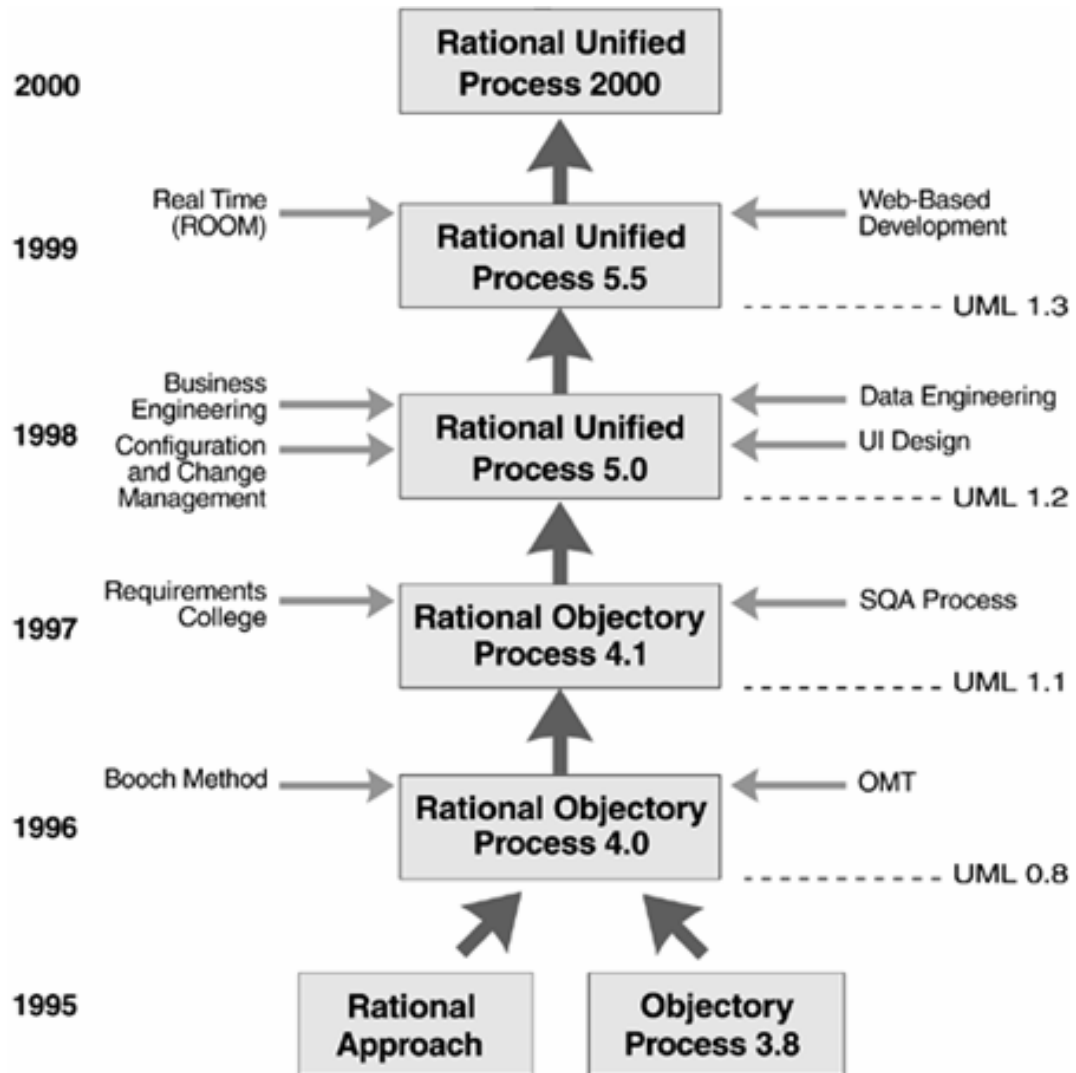 Rational Unified
Process 2000
2000
Real Time
(ROOM)
Web-Based
Development
1999
Rational Unified
Process 5.5
UML 1.3
Business
Engineering
Data Engineering
1998
Rational Unified
Process 5.0
Configuration
and Change
Management
UI Design
UML 1.2
Requirements
College
SQA Process
1997
Rational Objectory
Process 4.1
UML 1.1
Booch Method
OMT
1996
Rational Objectory
Process 4.0
UML 0.8
1995
Rational
Approach
Objectory
Process 3.8